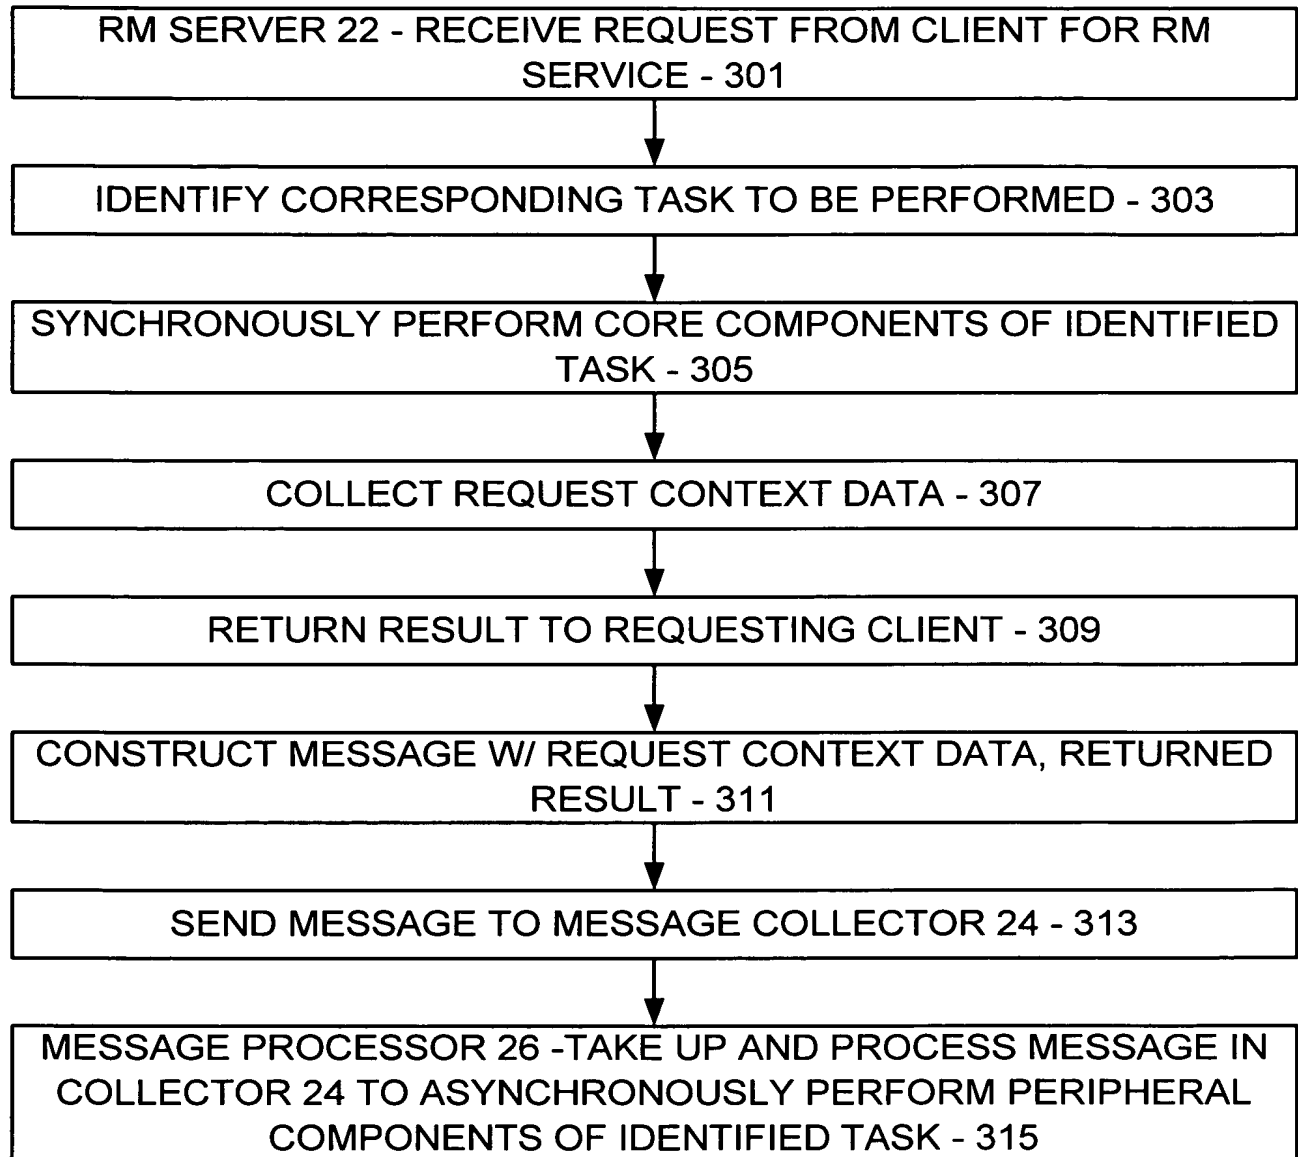 RM SERVER 22 - RECEIVE REQUEST FROM CLIENT FOR RM
SERVICE - 301
IDENTIFY CORRESPONDING TASK TO BE PERFORMED - 303
SYNCHRONOUSLY PERFORM CORE COMPONENTS OF IDENTIFIED
TASK - 305
COLLECT REQUEST CONTEXT DATA - 307
RETURN RESULT TO REQUESTING CLIENT - 309
CONSTRUCT MESSAGE W/ REQUEST CONTEXT DATA, RETURNED
RESULT - 311
SEND MESSAGE TO MESSAGE COLLECTOR 24 - 313
MESSAGE PROCESSOR 26 -TAKE UP AND PROCESS MESSAGE IN
COLLECTOR 24 TO ASYNCHRONOUSLY PERFORM PERIPHERAL
COMPONENTS OF IDENTIFIED TASK - 315